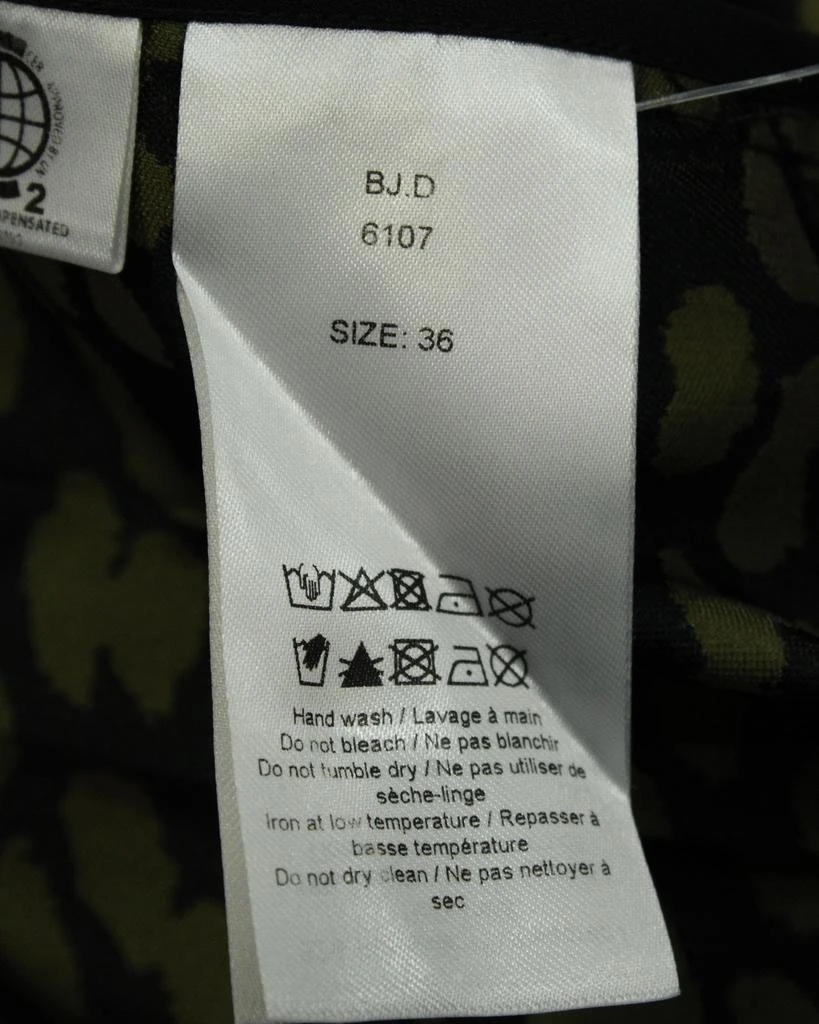 2
BJ.D
6107
SIZE: 36
Hand wash / Lavage à main
Do not bleach / Ne pas blanchir
Do not tumble dry / Ne pas utiliser de
sèche-linge
Iron at low temperature / Repasser à
basse température
Do not dry clean / Ne pas nettoyer à
sec